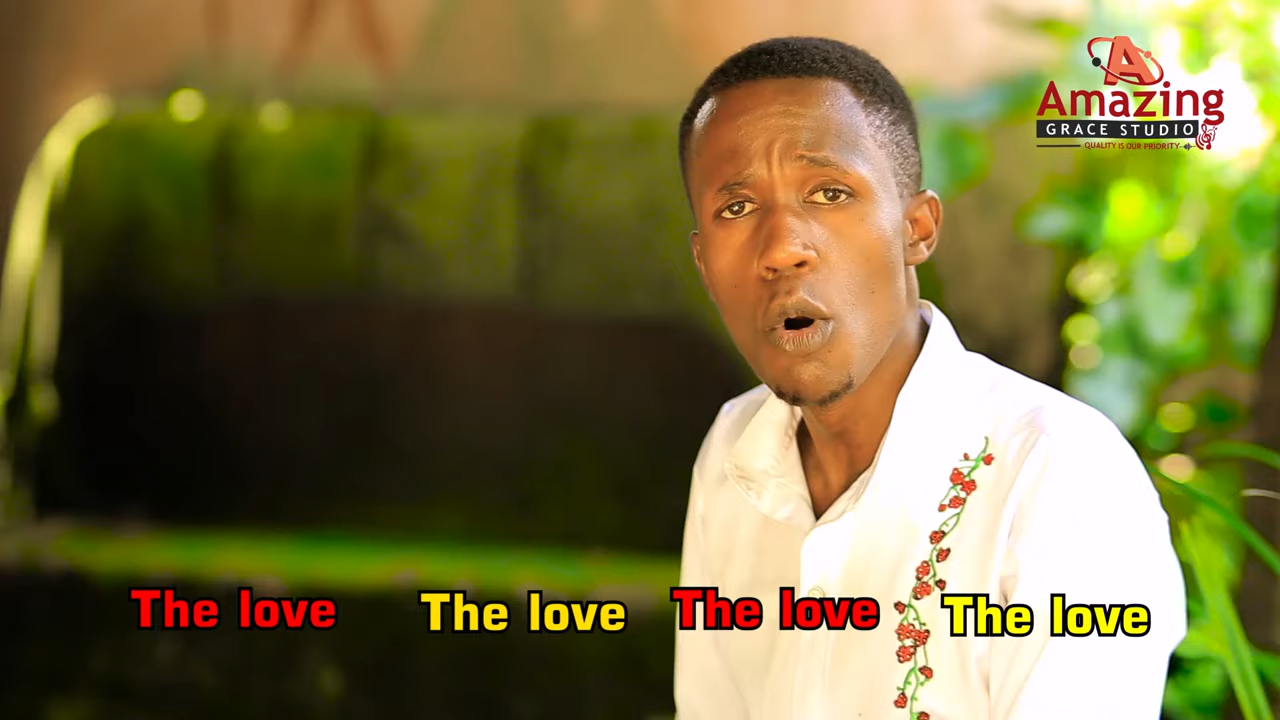 A
Amazing
GRACE STUDIO
QUALITY IS OUR PRIORITY
The love The love The love The love